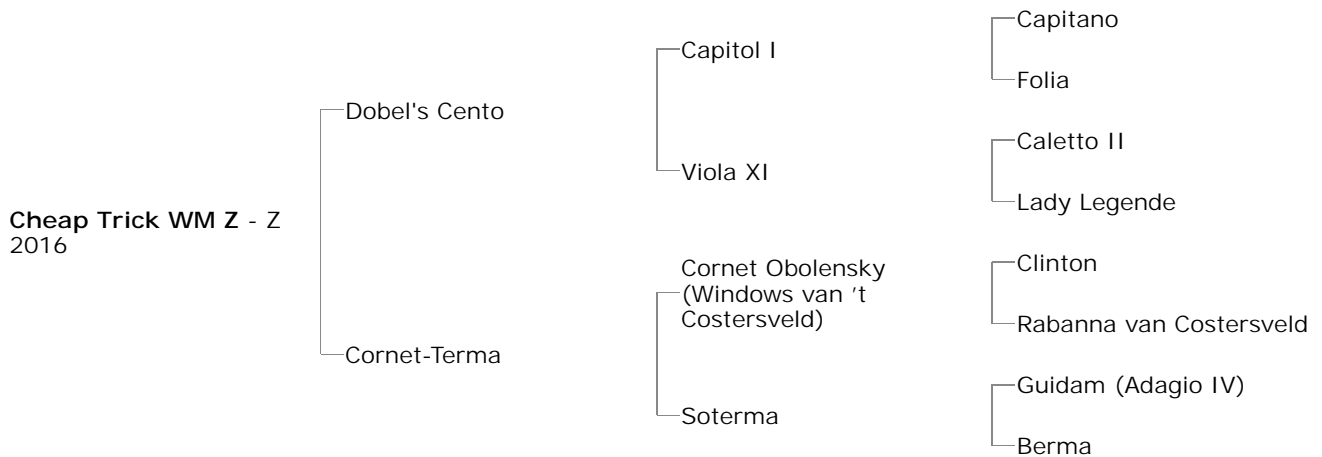 Cheap Trick WM Z - Z
2016
Dobel's Cento
Cornet-Terma
Capitol I
Viola XI
Cornet Obolensky
(Windows van 't
Costersveld)
Soterma
Capitano
Folia
Caletto II
Lady Legende
Clinton
Rabanna van Costersveld
Guidam (Adagio IV)
Berma